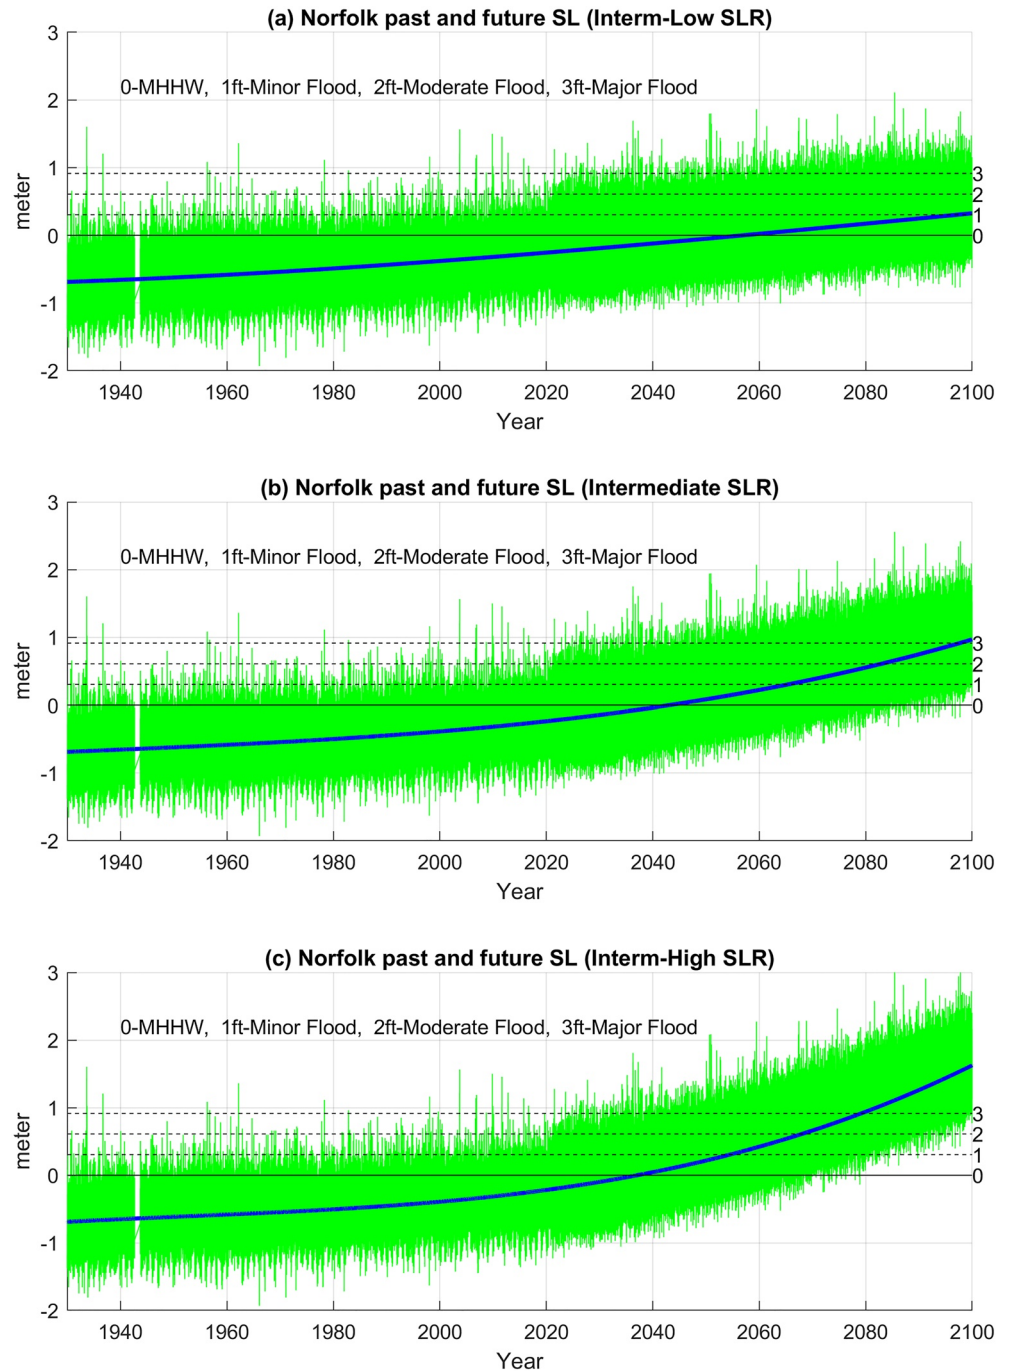 (a) Norfolk past and future SL (Interm-Low SLR)
3
0-MHHW, 1ft-Minor Flood, 2ft-Moderate Flood, 3ft-Major Flood
2
1
3
2
1
0
0
-1
-2
meter
1940 1960 1980 2000 2020 2040 2060 2080 2100
Year
(b) Norfolk past and future SL (Intermediate SLR)
3
0-MHHW, 1ft-Minor Flood, 2ft-Moderate Flood, 3ft-Major Flood
2
1
3
2
1
0
0
-1
-2
meter
1940 1960 1980 2000 2020 2040 2060 2080 2100
Year
(c) Norfolk past and future SL (Interm-High SLR)
3
0-MHHW, 1ft-Minor Flood, 2ft-Moderate Flood, 3ft-Major Flood
2
1
3
2
1
0
0
-1
-2
meter
1940 1960 1980 2000 2020 2040 2060 2080 2100
Year